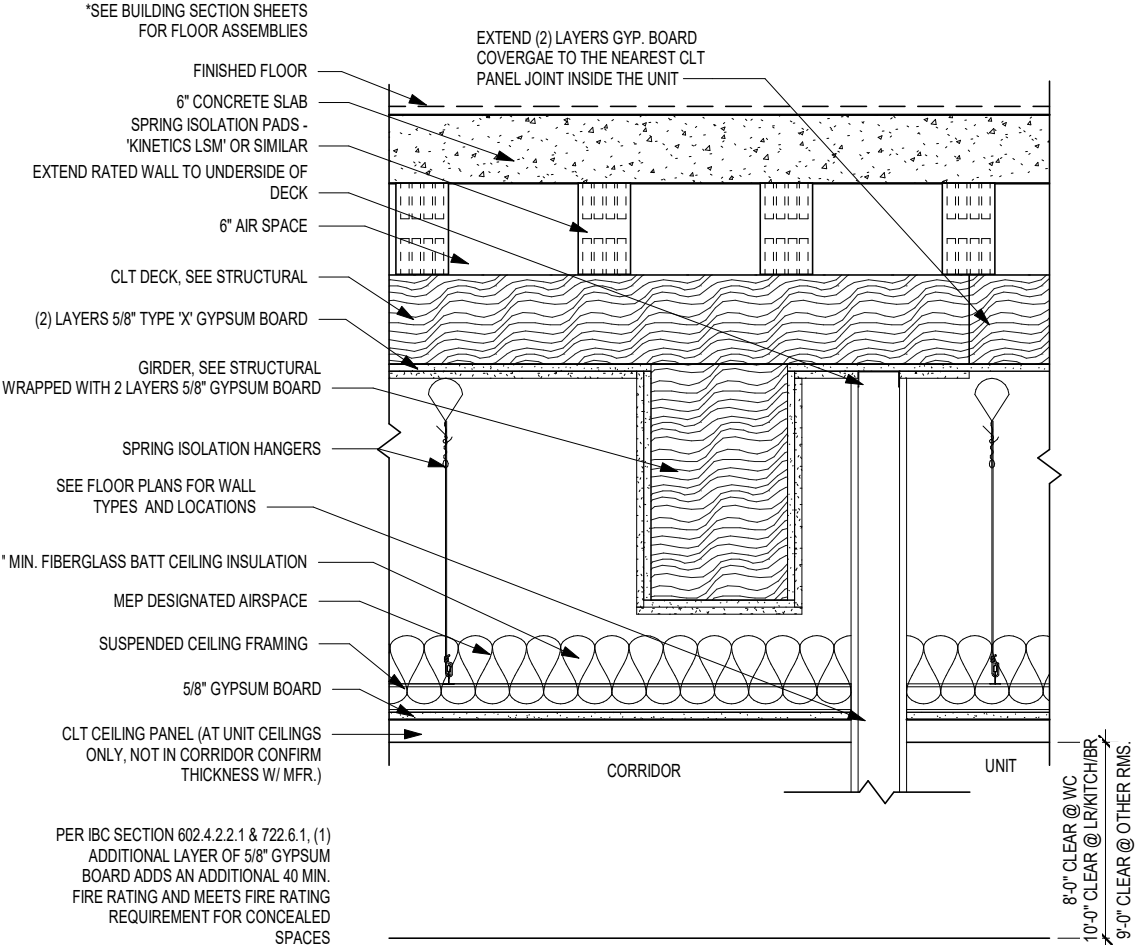 *SEE BUILDING SECTION SHEETS
FOR FLOOR ASSEMBLIES
EXTEND (2) LAYERS GYP. BOARD
COVERGAE TO THE NEAREST CLT
PANEL JOINT INSIDE THE UNIT
FINISHED FLOOR
6" CONCRETE SLAB
SPRING ISOLATION PADS -
'KINETICS LSM' OR SIMILAR
EXTEND RATED WALL TO UNDERSIDE OF
DECK
6" AIR SPACE
CLT DECK, SEE STRUCTURAL
(2) LAYERS 5/8" TYPE 'X' GYPSUM BOARD
GIRDER, SEE STRUCTURAL
WRAPPED WITH 2 LAYERS 5/8" GYPSUM BOARD
SPRING ISOLATION HANGERS
SEE FLOOR PLANS FOR WALL
TYPES AND LOCATIONS
" MIN. FIBERGLASS BATT CEILING INSULATION
MEP DESIGNATED AIRSPACE
SUSPENDED CEILING FRAMING
5/8" GYPSUM BOARD
CLT CEILING PANEL (AT UNIT CEILINGS
ONLY, NOT IN CORRIDOR CONFIRM
THICKNESS W/ MFR.)
CORRIDOR
UNIT
PER IBC SECTION 602.4.2.2.1 & 722.6.1, (1)
ADDITIONAL LAYER OF 5/8" GYPSUM
BOARD ADDS AN ADDITIONAL 40 MIN.
FIRE RATING AND MEETS FIRE RATING
REQUIREMENT FOR CONCEALED
SPACES
8'-0" CLEAR @ WC
10'-0" CLEAR @ LR/KITCH/BR
9'-0" CLEAR @ OTHER RMS.